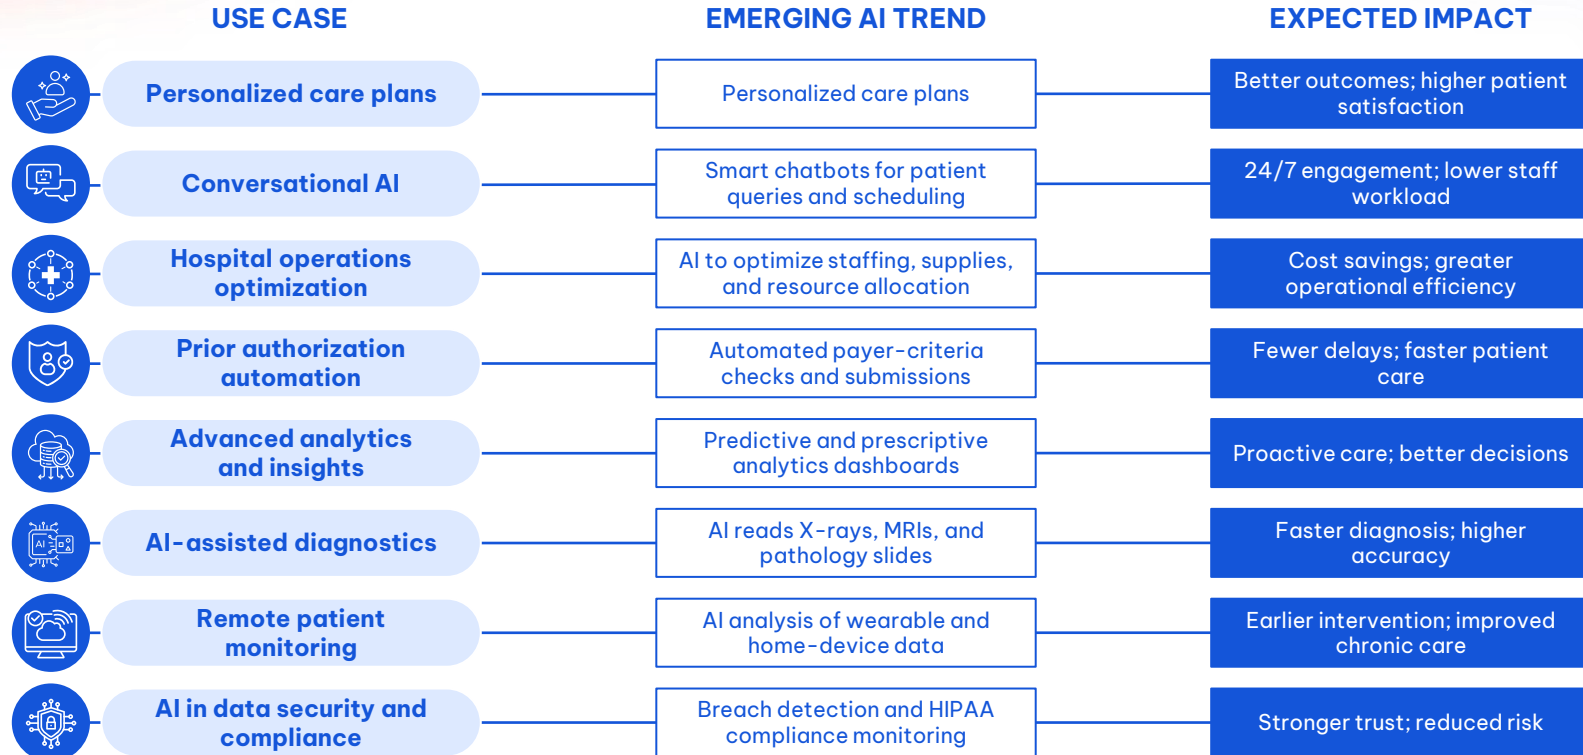 USE CASE
EMERGING AI TREND
EXPECTED IMPACT
Personalized care plans
Personalized care plans
Better outcomes; higher patient
satisfaction
Conversational AI
Smart chatbots for patient
queries and scheduling
24/7 engagement; lower staff
workload
Hospital operations
optimization
AI to optimize staffing, supplies,
and resource allocation
Cost savings; greater
operational efficiency
Prior authorization
automation
Automated payer-criteria
checks and submissions
Fewer delays; faster patient
care
Advanced analytics
and insights
Predictive and prescriptive
analytics dashboards
Proactive care; better decisions
AI
AI-assisted diagnostics
AI reads X-rays, MRIs, and
pathology slides
Faster diagnosis; higher
accuracy
Remote patient
monitoring
AI analysis of wearable and
home-device data
Earlier intervention; improved
chronic care
AI in data security and
compliance
Breach detection and HIPAA
compliance monitoring
Stronger trust; reduced risk